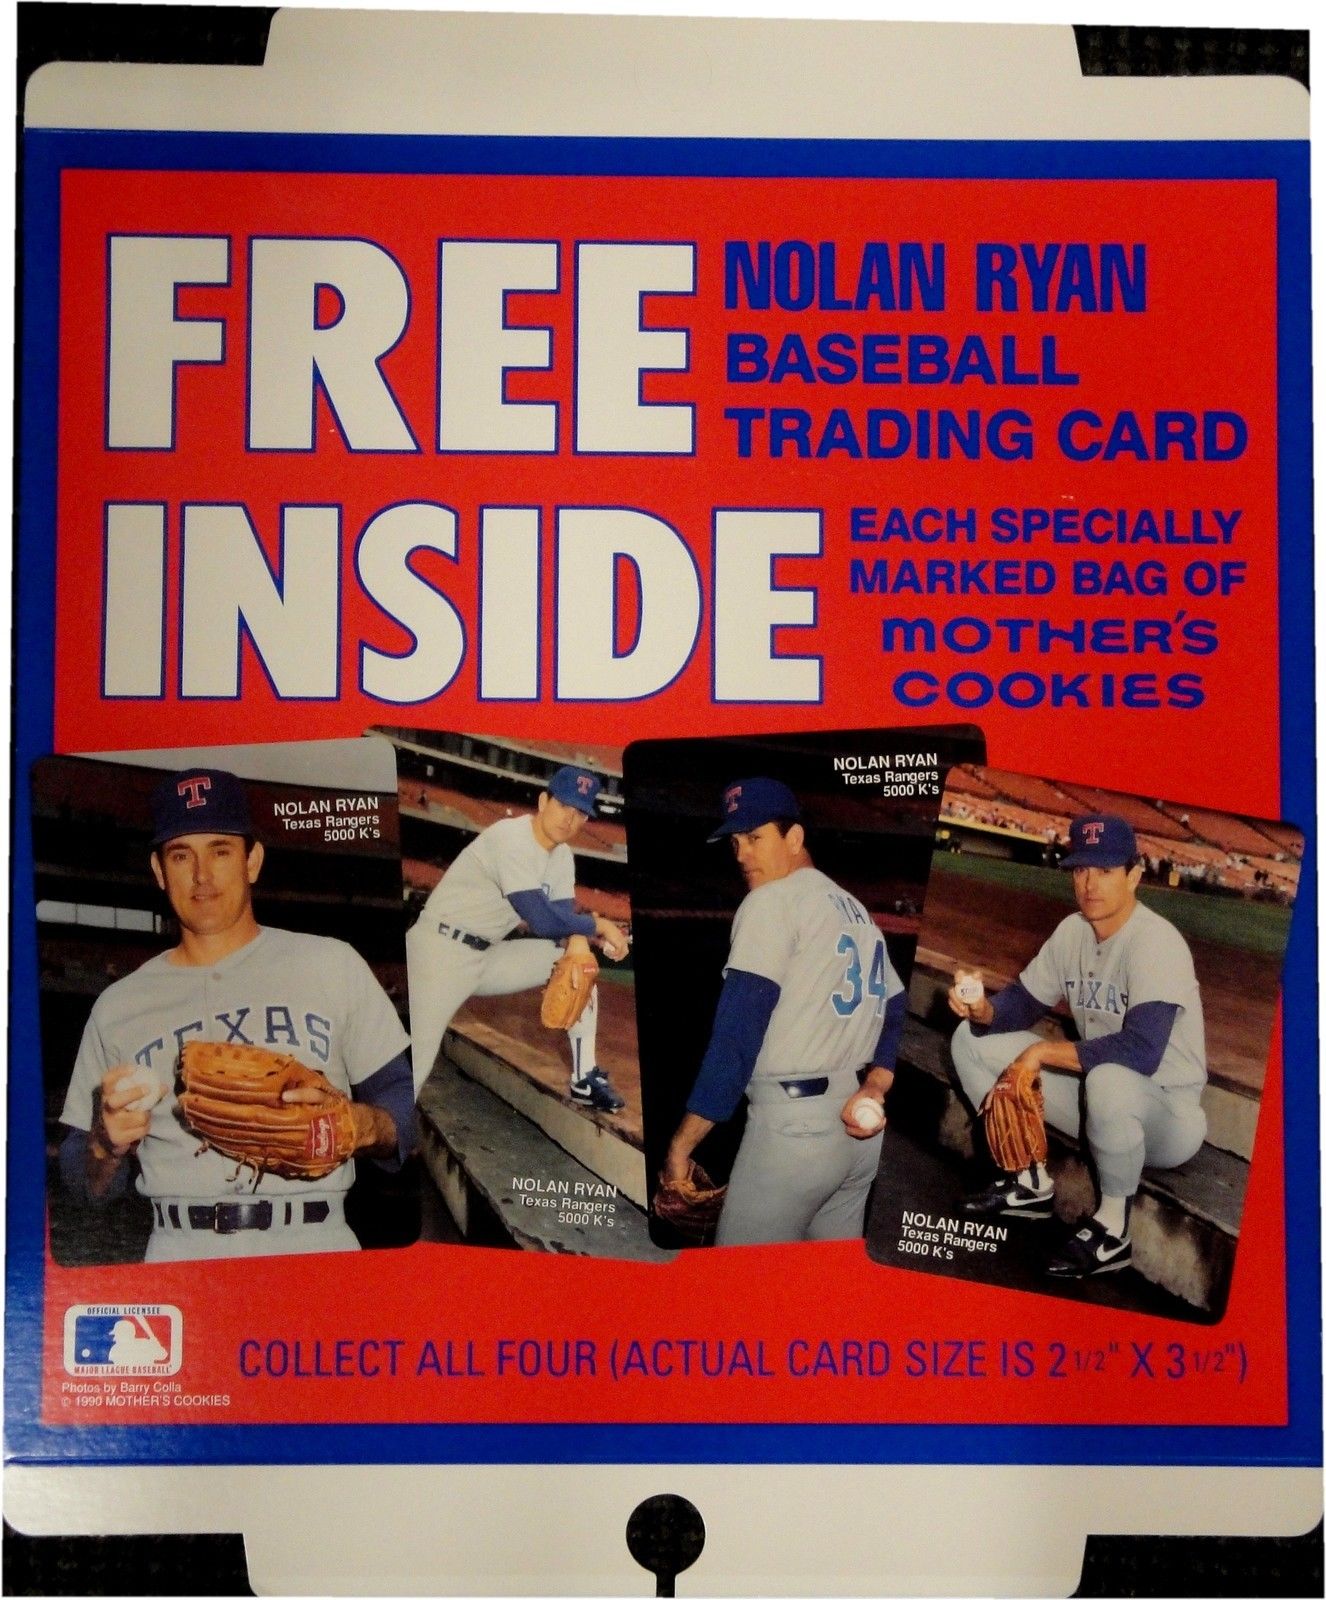 FREE
NOLAN RYAN
BASEBALL
TRADING CARD
INSIDE
EACH SPECIALLY
MARKED BAG OF
MOTHER'S
COOKIES
T
NOLAN RYAN
Texas Rangers
5000 K's
TEXAS
Rawlings
T
NOLAN RYAN
Texas Rangers
5000 K's
NOLAN RYAN
Texas Rangers
5000 K's
T
RYA
34
T
TEXAS
NOLAN RYAN
Texas Rangers
5000 K's
OFFICIAL LICENSEE
MAJOR LEAGUE BASEBALL
Photos by Barry Colla
© 1990 MOTHER'S COOKIES
COLLECT ALL FOUR (ACTUAL CARD SIZE IS 2 1/2" X 3 1/2")